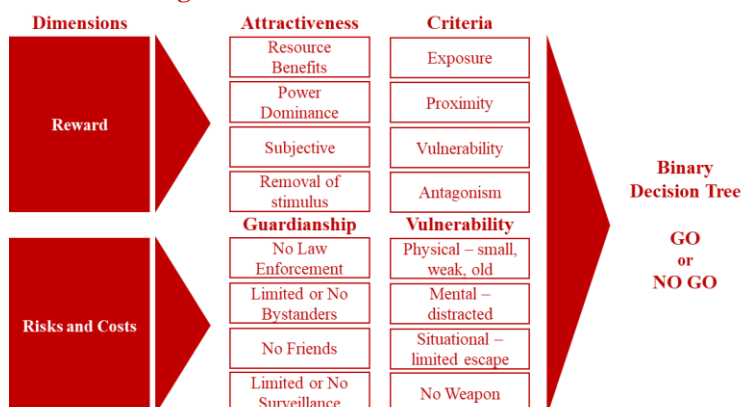 Dimensions
Attractiveness
Criteria
Reward
Resource
Benefits
Power
Dominance
Subjective
Removal of
stimulus
Exposure
Proximity
Vulnerability
Antagonism
Guardianship
Vulnerability
Risks and Costs
No Law
Enforcement
Limited or No
Bystanders
No Friends
Limited or No
Surveillance
Physical – small,
weak, old
Mental –
distracted
Situational –
limited escape
No Weapon
Binary
Decision Tree
GO
or
NO GO